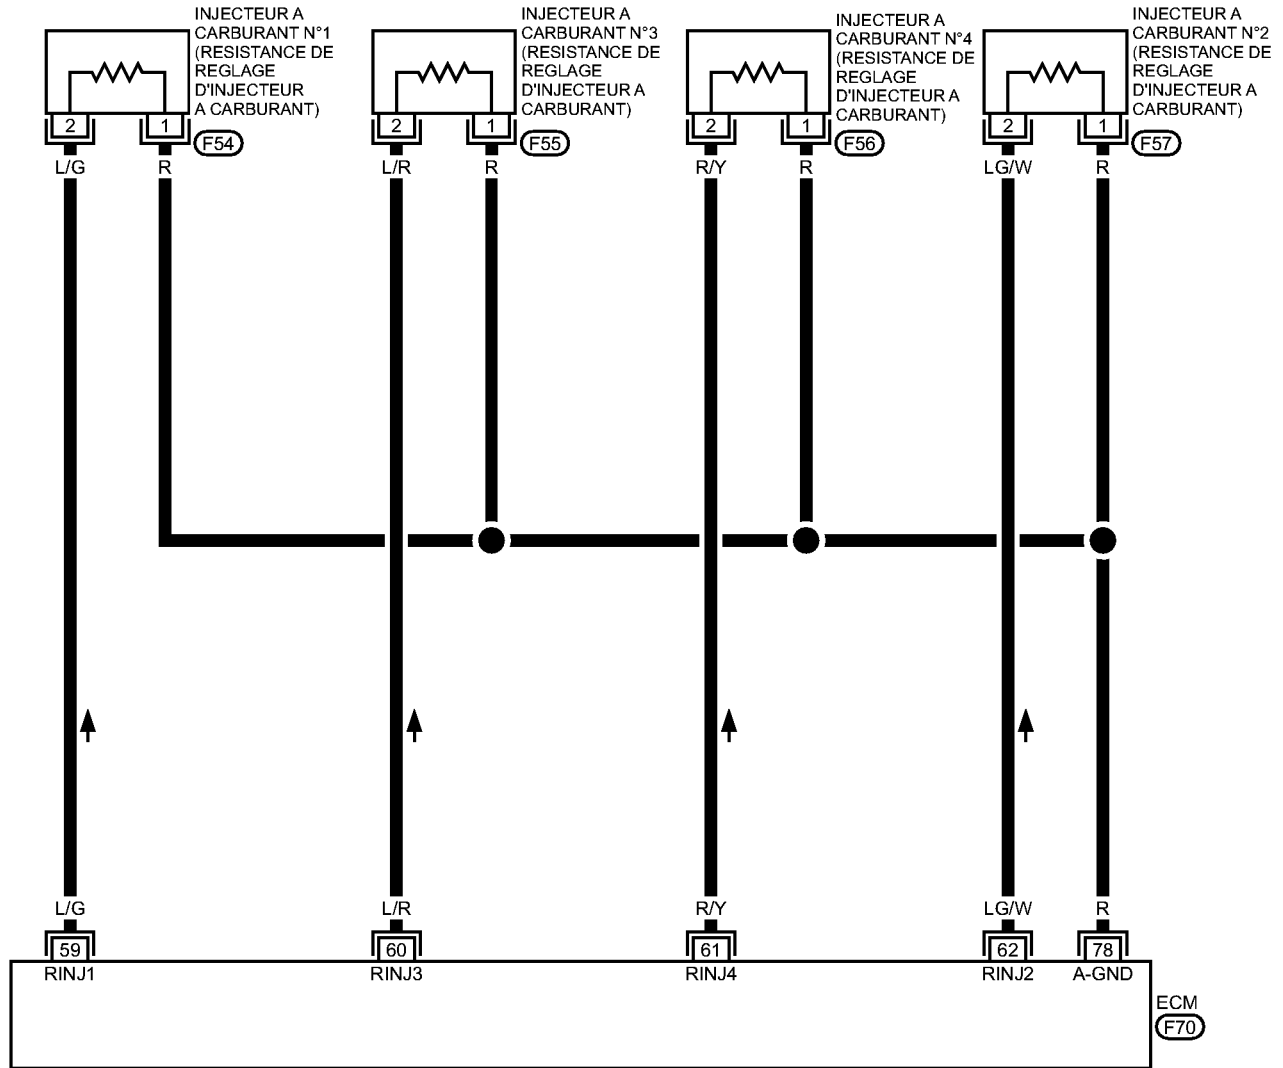 INJECTEUR A
CARBURANT N°1
(RESISTANCE DE
REGLAGE
D'INJECTEUR
A CARBURANT)
INJECTEUR A
CARBURANT N°3
(RESISTANCE DE
REGLAGE
D'INJECTEUR A
CARBURANT)
INJECTEUR A
CARBURANT N°4
(RESISTANCE DE
REGLAGE
D'INJECTEUR A
CARBURANT)
INJECTEUR A
CARBURANT N°2
(RESISTANCE DE
REGLAGE
D'INJECTEUR A
CARBURANT)
2 1 F54 2 1 F55 2 1 F56 2 1 F57
L/G R L/R R R/Y R LG/W R
L/G L/R R/Y LG/W R
59 60 61 62 78
RINJ1 RINJ3 RINJ4 RINJ2 A-GND
ECM
F70